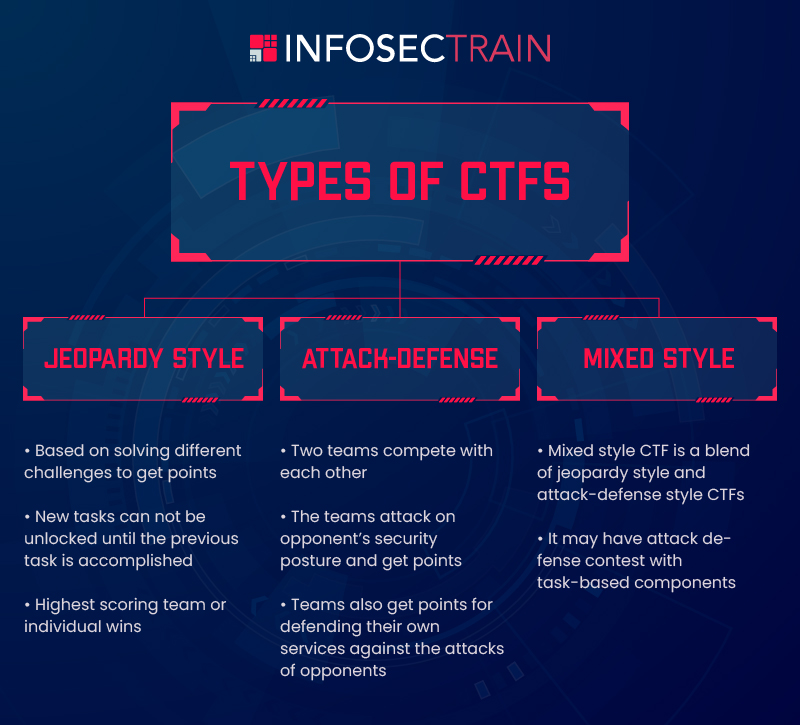 INFOSECTRAIN
TYPES OF CTFS
JEOPARDY STYLE
• Based on solving different
challenges to get points
• New tasks can not be
unlocked until the previous
task is accomplished
• Highest scoring team or
individual wins
ATTACK-DEFENSE
• Two teams compete with
each other
• The teams attack on
opponent's security
posture and get points
• Teams also get points for
defending their own
services against the attacks
of opponents
MIXED STYLE
• Mixed style CTF is a blend
of jeopardy style and
attack-defense style CTFs
• It may have attack de-
fense contest with
task-based components